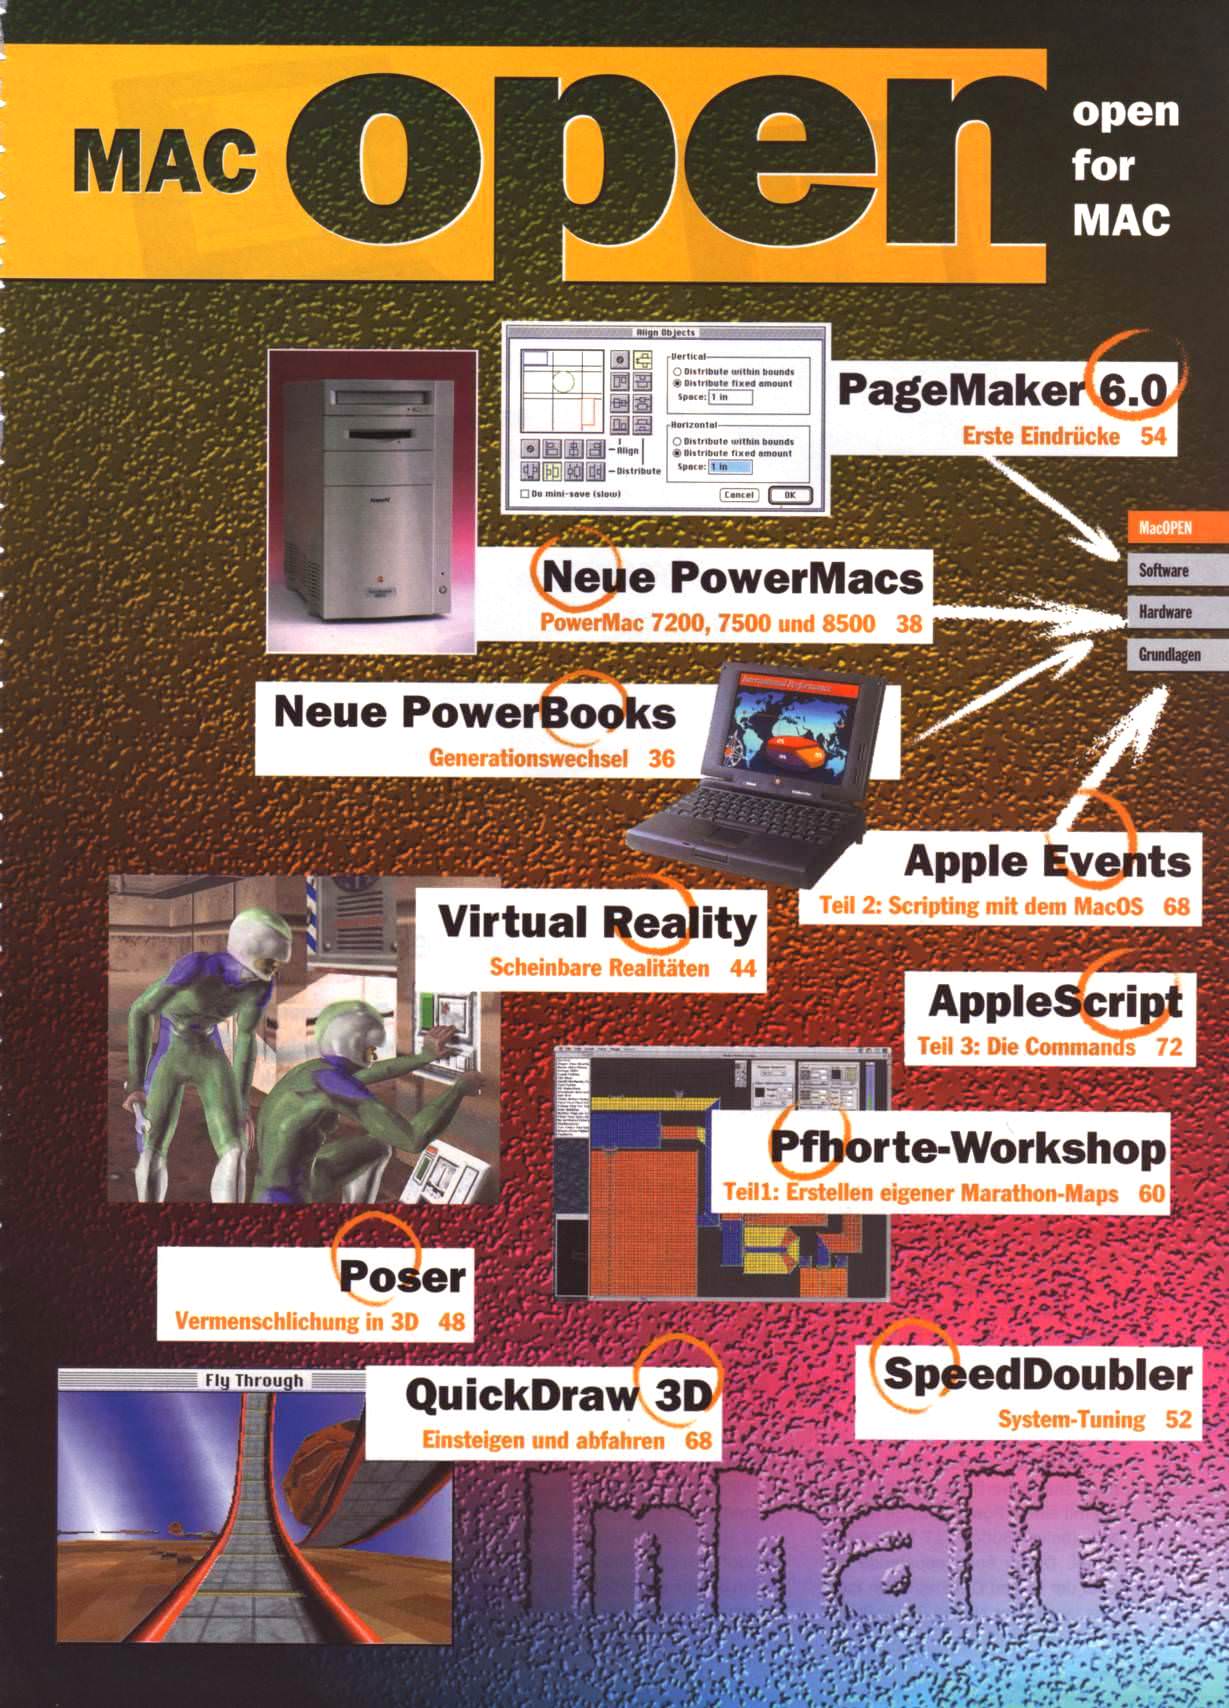 MAC open
open
for
MAC
Align Objects
Vertical
Distribute within bounds
Distribute fixed amount
Space: 1 in
Horizontal
Distribute within bounds
Distribute fixed amount
Space: 1 in
Align
Distribute
Do mini-save (slow)
Cancel OK
PageMaker 6.0
Erste Eindrücke 54
MacOPEN
Software
Hardware
Grundlagen
Neue PowerMacs
PowerMac 7200, 7500 und 8500 38
International Performance
Neue PowerBooks
Generationswechsel 36
Apple Events
Teil 2: Scripting mit dem MacOS 68
Virtual Reality
Scheinbare Realitäten 44
AppleScript
Teil 3: Die Commands 72
Pfhorte-Workshop
Teil1: Erstellen eigener Marathon-Maps 60
Poser
Vermenschlichung in 3D 48
Fly Through
QuickDraw 3D
Einsteigen und abfahren 68
SpeedDoubler
System-Tuning 52
Inhalt